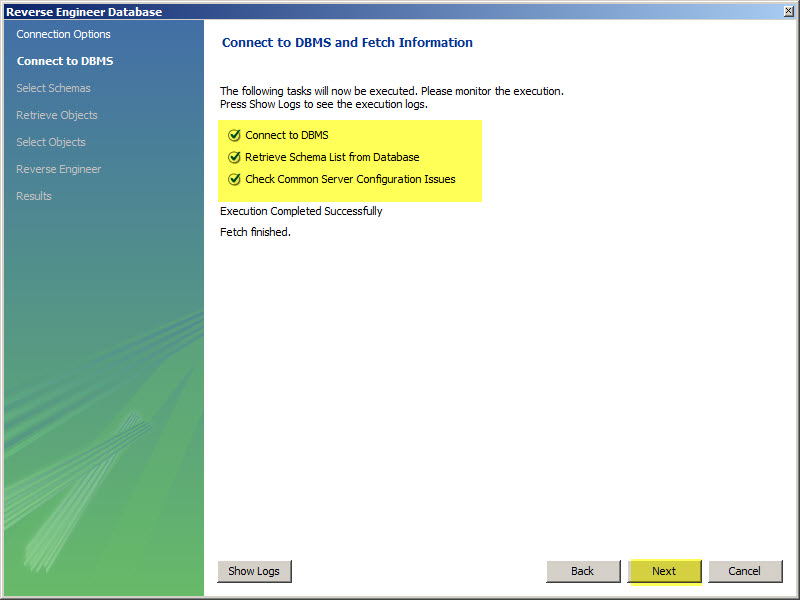 Reverse Engineer Database
Connection Options
Connect to DBMS
Select Schemas
Retrieve Objects
Select Objects
Reverse Engineer
Results
Connect to DBMS and Fetch Information
The following tasks will now be executed. Please monitor the execution.
Press Show Logs to see the execution logs.
Connect to DBMS
Retrieve Schema List from Database
Check Common Server Configuration Issues
Execution Completed Successfully
Fetch finished.
Show Logs
Back
Next
Cancel